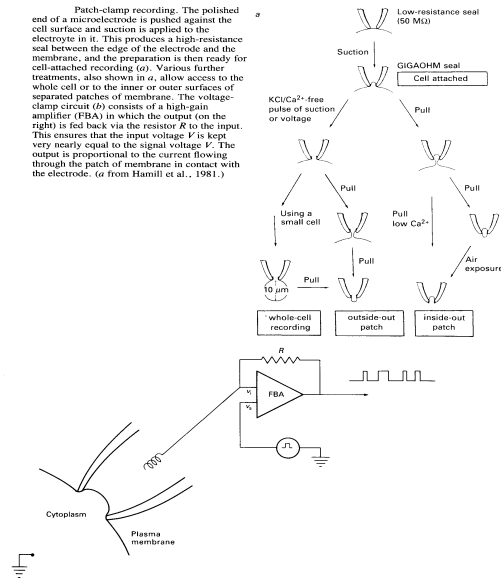 Patch-clamp recording. The polished
end of a microelectrode is pushed against the
cell surface and suction is applied to the
electroyte in it. This produces a high-resistance
seal between the edge of the electrode and the
membrane, and the preparation is then ready for
cell-attached recording (a). Various further
treatments, also shown in a, allow access to the
whole cell or to the inner or outer surfaces of
separated patches of membrane. The voltage-
clamp circuit (b) consists of a high-gain
amplifier (FBA) in which the output (on the
right) is fed back via the resistor R to the input.
This ensures that the input voltage V is kept
very nearly equal to the signal voltage V. The
output is proportional to the current flowing
through the patch of membrane in contact with
the electrode. (a from Hamill et al., 1981.)
a
Low-resistance seal
(50 MΩ)
Suction
GIGAOHM seal
Cell attached
KCl/Ca²⁺-free
pulse of suction
or voltage
Pull
Pull
Pull
Using a
small cell
Pull
low Ca²⁺
Pull
Air
exposure
10 μm
Pull
whole-cell
recording
outside-out
patch
inside-out
patch
R
FBA
Vi
Vs
Cytoplasm
Plasma
membrane